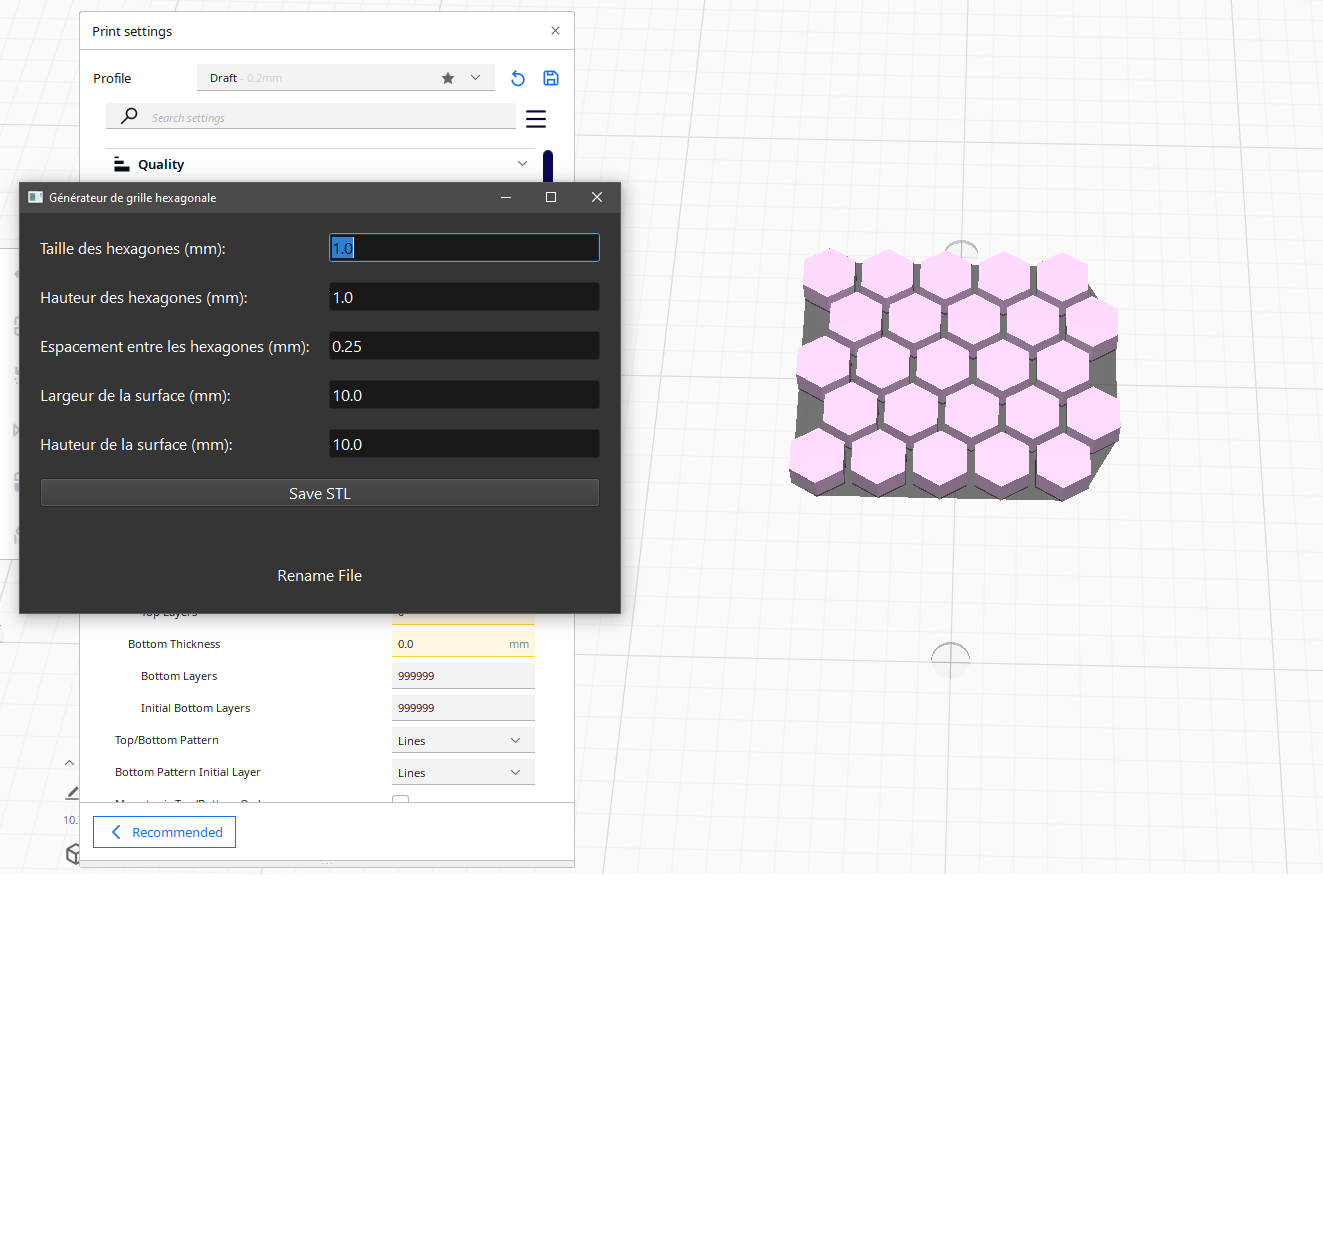 Print settings
Profile
Draft - 0.2mm
Search settings
Quality
Générateur de grille hexagonale
Taille des hexagones (mm):
1.0
Hauteur des hexagones (mm):
1.0
Espacement entre les hexagones (mm):
0.25
Largeur de la surface (mm):
10.0
Hauteur de la surface (mm):
10.0
Save STL
Rename File
Top Layers
Bottom Thickness
0.0 mm
Bottom Layers
999999
Initial Bottom Layers
999999
Top/Bottom Pattern
Lines
Bottom Pattern Initial Layer
Lines
10.
Recommended